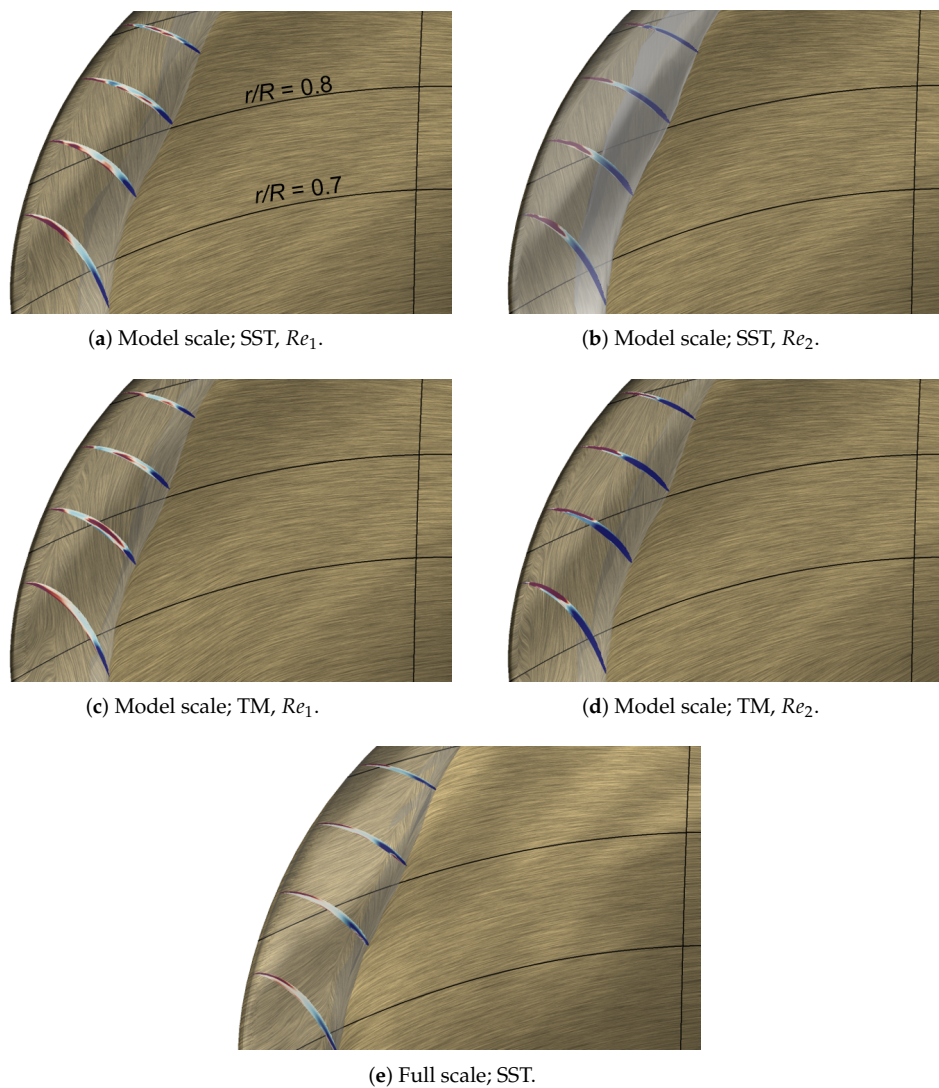 r/R = 0.8
r/R = 0.7
(a) Model scale; SST, Re₁.
(b) Model scale; SST, Re₂.
(c) Model scale; TM, Re₁.
(d) Model scale; TM, Re₂.
(e) Full scale; SST.